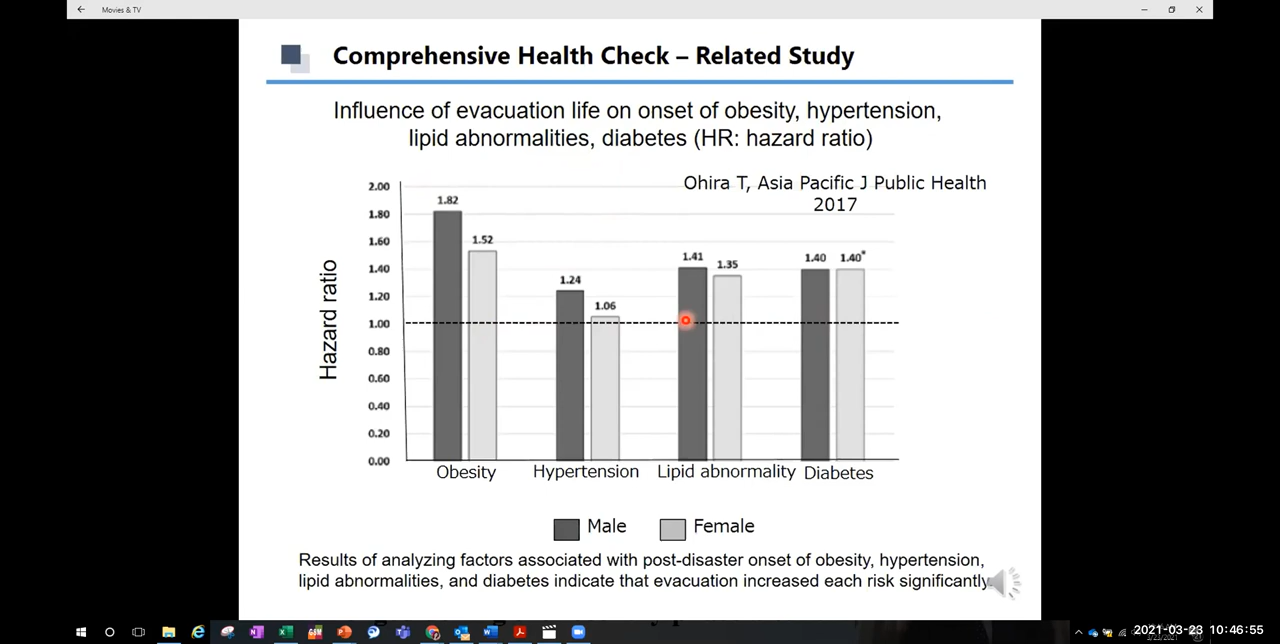 Movies & TV
Comprehensive Health Check – Related Study
Influence of evacuation life on onset of obesity, hypertension,
lipid abnormalities, diabetes (HR: hazard ratio)
Ohira T, Asia Pacific J Public Health
2017
Hazard ratio
2.00
1.80
1.60
1.40
1.20
1.00
0.80
0.60
0.40
0.20
0.00
1.82
1.52
1.24
1.06
1.41
1.35
1.40
1.40*
Obesity
Hypertension
Lipid abnormality
Diabetes
Male
Female
Results of analyzing factors associated with post-disaster onset of obesity, hypertension,
lipid abnormalities, and diabetes indicate that evacuation increased each risk significantly.
2021-03-23 10:46:55